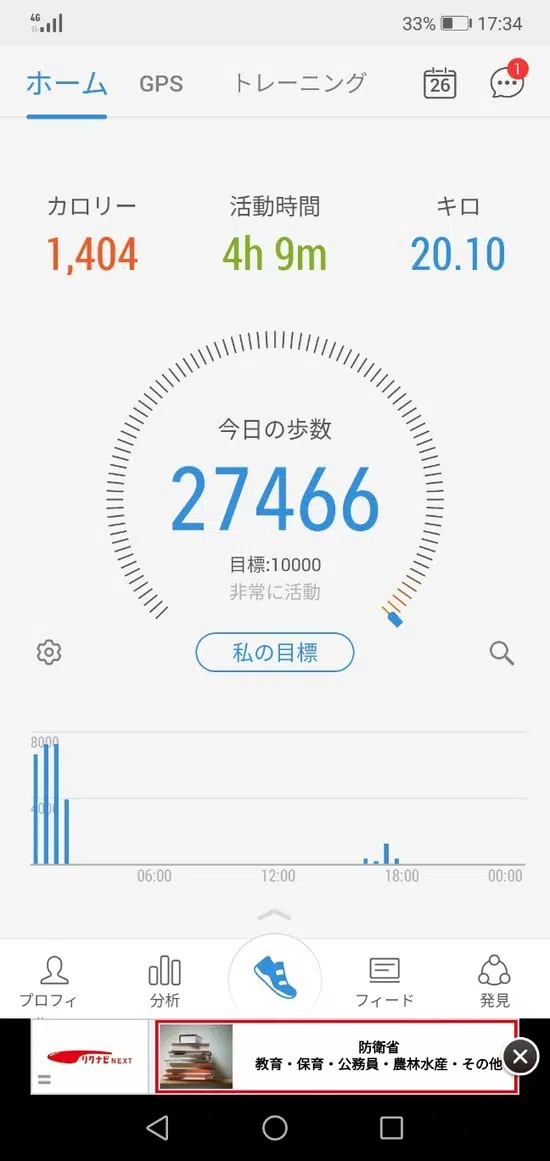 4G 33% 17:34
ホーム GPS トレーニング 26 1
カロリー 活動時間 キロ
1,404 4h 9m 20.10
今日の歩数
27466
目標:10000
非常に活動
私の目標
8000
4000
06:00 12:00 18:00 00:00
プロフィ 分析 フィード 発見
リクナビNEXT
防衛省
教育・保育・公務員・農林水産・その他